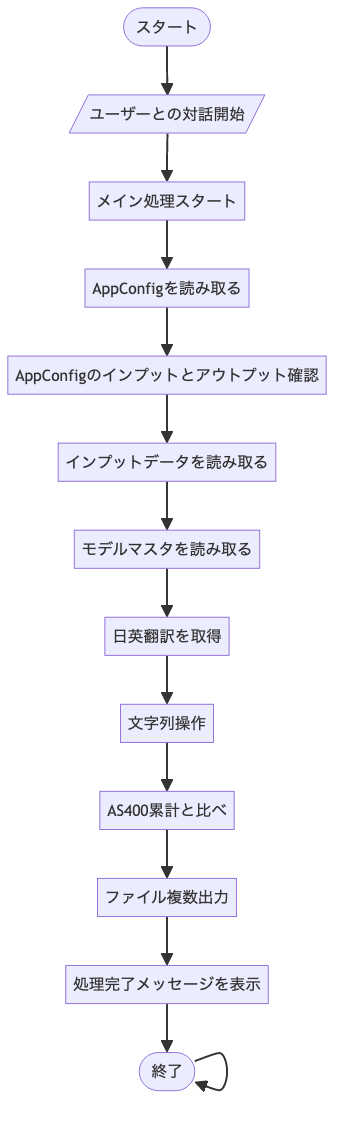 スタート
ユーザーとの対話開始
メイン処理スタート
AppConfigを読み取る
AppConfigのインプットとアウトプット確認
インプットデータを読み取る
モデルマスタを読み取る
日英翻訳を取得
文字列操作
AS400累計と比べ
ファイル複数出力
処理完了メッセージを表示
終了